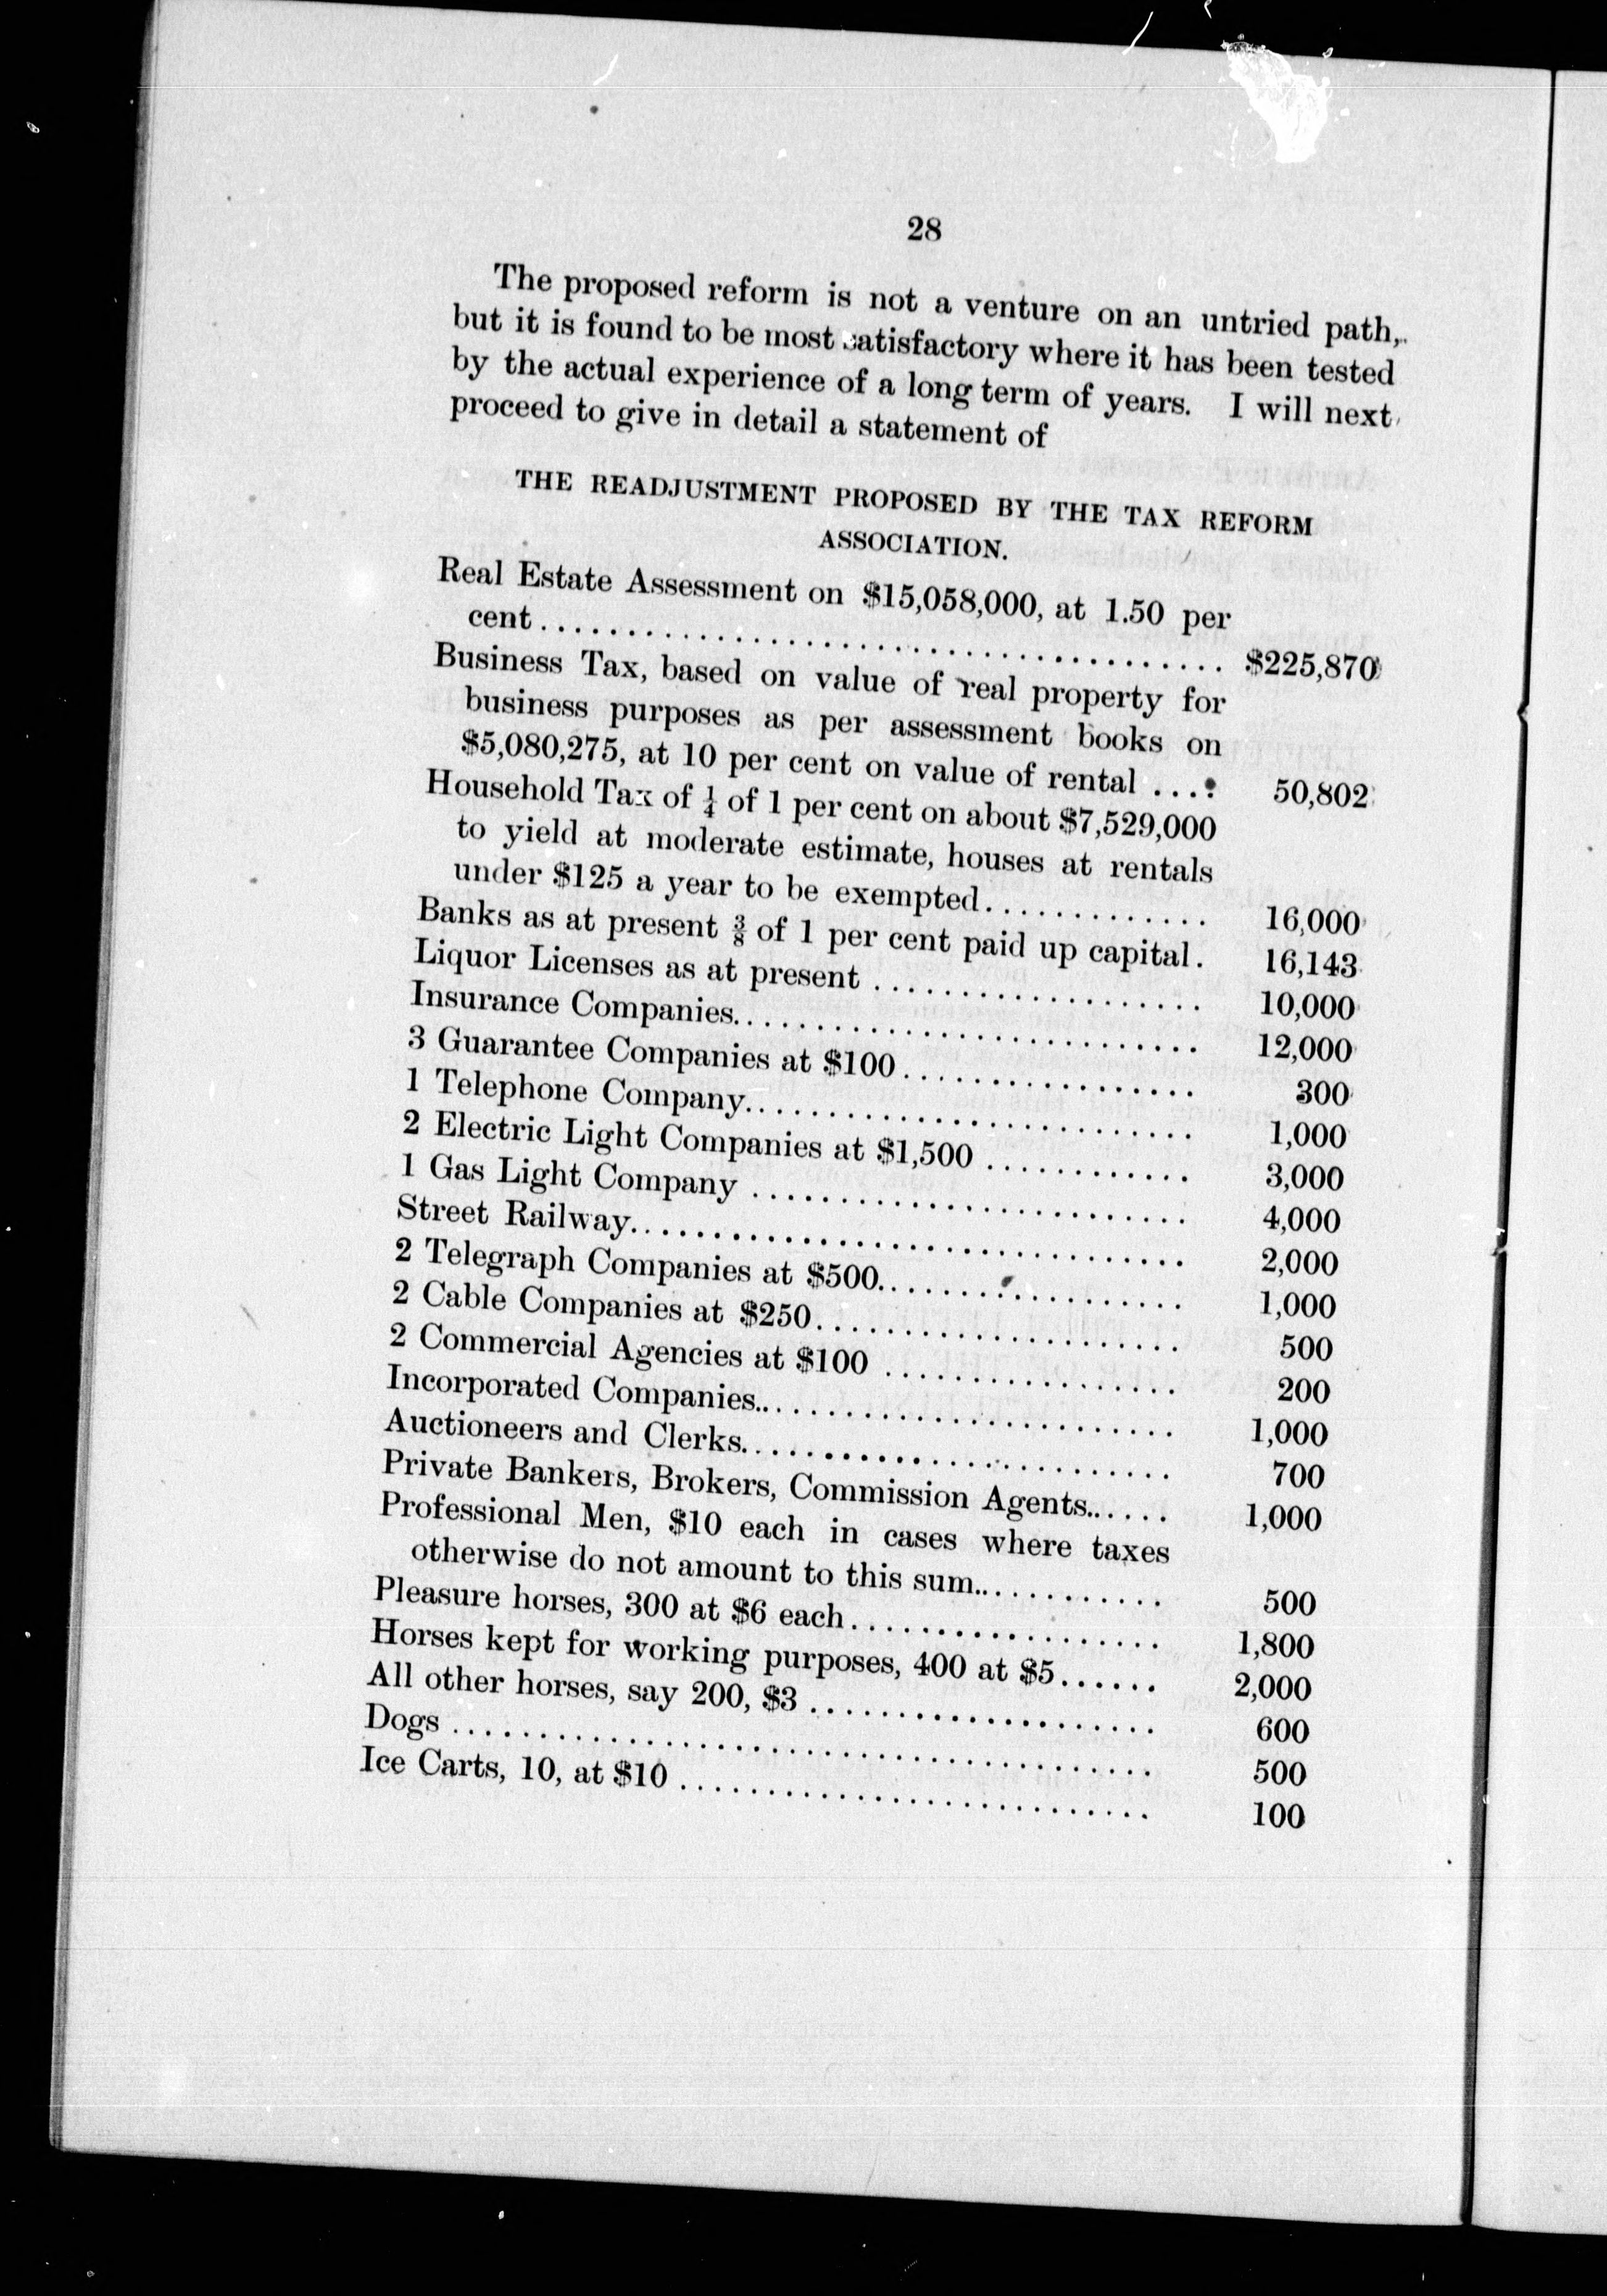 28
The proposed reform is not a venture on an untried path,
but it is found to be most satisfactory where it has been tested
by the actual experience of a long term of years. I will next
proceed to give in detail a statement of
THE READJUSTMENT PROPOSED BY THE TAX REFORM
ASSOCIATION.
Real Estate Assessment on $15,058,000, at 1.50 per
cent........................................ $225,870
Business Tax, based on value of real property for
business purposes as per assessment books on
$5,080,275, at 10 per cent on value of rental .... 50,802
Household Tax of ¼ of 1 per cent on about $7,529,000
to yield at moderate estimate, houses at rentals
under $125 a year to be exempted............. 16,000
Banks as at present ⅜ of 1 per cent paid up capital. 16,143
Liquor Licenses as at present .................. 10,000
Insurance Companies.......................... 12,000
3 Guarantee Companies at $100................. 300
1 Telephone Company......................... 1,000
2 Electric Light Companies at $1,500 ............ 3,000
1 Gas Light Company ......................... 4,000
Street Railway............................... 2,000
2 Telegraph Companies at $500.................. 1,000
2 Cable Companies at $250..................... 500
2 Commercial Agencies at $100 ................. 200
Incorporated Companies........................ 1,000
Auctioneers and Clerks......................... 700
Private Bankers, Brokers, Commission Agents...... 1,000
Professional Men, $10 each in cases where taxes
otherwise do not amount to this sum............ 500
Pleasure horses, 300 at $6 each.................. 1,800
Horses kept for working purposes, 400 at $5...... 2,000
All other horses, say 200, $3 .................... 600
Dogs ........................................ 500
Ice Carts, 10, at $10 ........................... 100